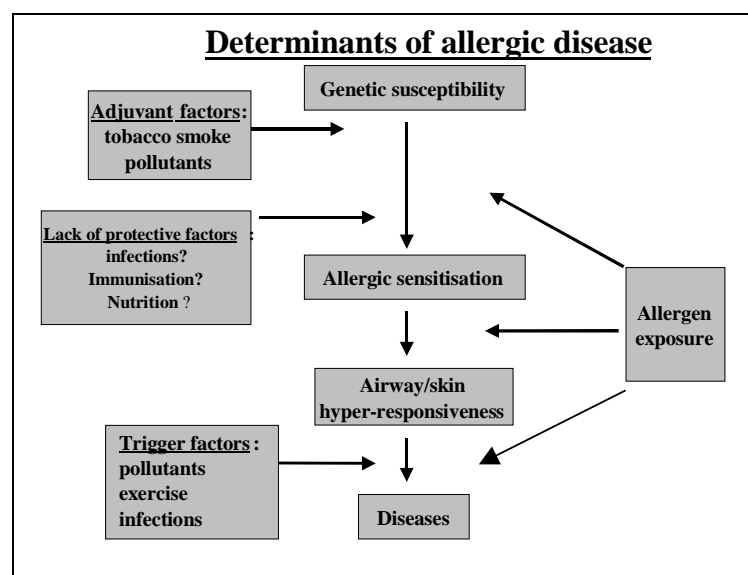 Determinants of allergic disease
Genetic susceptibility
Adjuvant factors:
tobacco smoke
pollutants
Lack of protective factors :
infections?
Immunisation?
Nutrition ?
Allergic sensitisation
Allergen
exposure
Airway/skin
hyper-responsiveness
Trigger factors:
pollutants
exercise
infections
Diseases